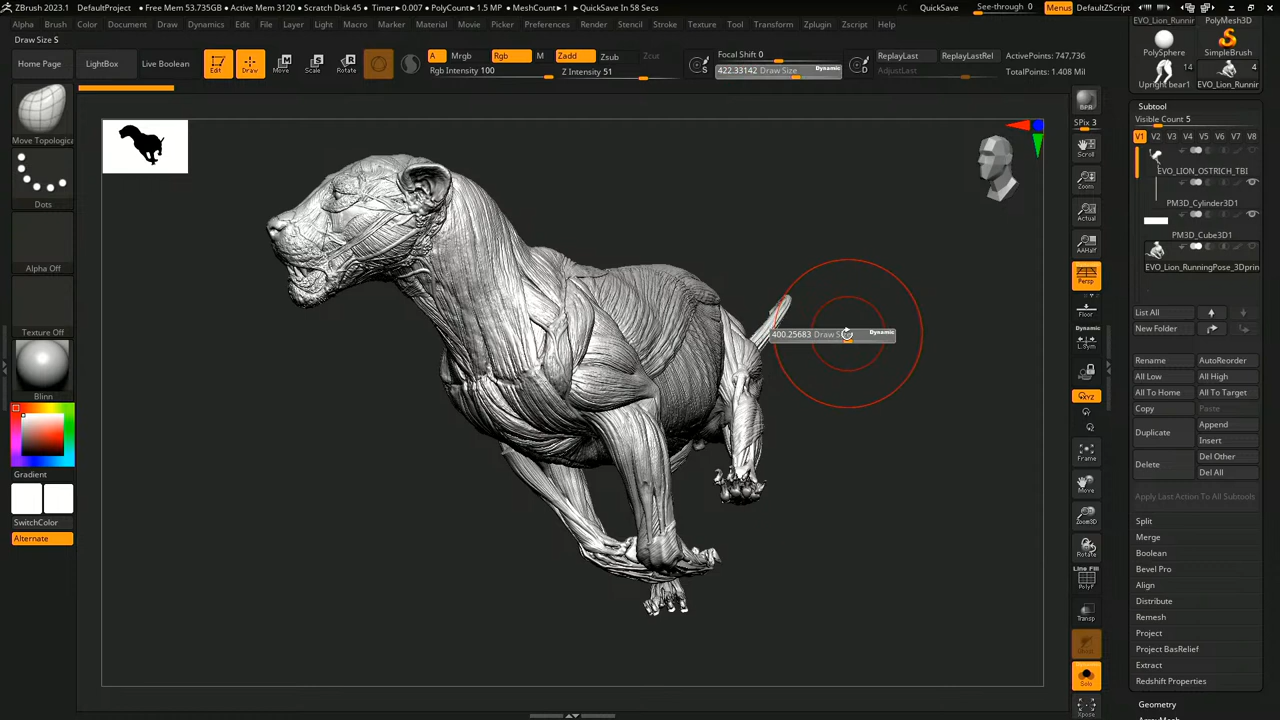 ZBrush 2023.1 DefaultProject • Free Mem 53.735GB • Active Mem 3120 • Scratch Disk 45 • Timer▸0.007 • PolyCount▸1.5 MP • MeshCount▸1 • QuickSave In 58 Secs AC QuickSave See-through 0 Menus DefaultZScript
Alpha Brush Color Document Draw Dynamics Edit File Layer Light Macro Marker Material Movie Picker Preferences Render Stencil Stroke Texture Tool Transform Zplugin Zscript Help
Draw Size S
Home Page LightBox Live Boolean Edit Draw Move Scale Rotate
A Mrgb Rgb M Zadd Zsub Zcut
Rgb Intensity 100 Z Intensity 51
Focal Shift 0
422.33142 Draw Size Dynamic
S D
ReplayLast ReplayLastRel
AdjustLast
ActivePoints: 747,736
TotalPoints: 1.408 Mil
Move Topologica
Dots
Alpha Off
Texture Off
Blinn
Gradient
SwitchColor
Alternate
400.25683 Draw Dynamic
BPR
SPix 3
Scroll
Zoom
Actual
AAHalf
Persp
Floor
Dynamic
L.Sym
XYZ
Frame
Move
Zoom3D
Rotate
Line Fill
PolyF
Transp
Ghost
Solo
Xpose
EVO_Lion_Runnir PolyMesh3D
PolySphere SimpleBrush
14 4
Upright bear1 EVO_Lion_Runnir
Subtool
Visible Count 5
V1 V2 V3 V4 V5 V6 V7 V8
EVO_LION_OSTRICH_TBI
PM3D_Cylinder3D1
PM3D_Cube3D1
EVO_Lion_RunningPose_3Dprin
List All
New Folder
Rename AutoReorder
All Low All High
All To Home All To Target
Copy Paste
Duplicate Append
Insert
Delete Del Other
Del All
Apply Last Action To All Subtools
Split
Merge
Boolean
Bevel Pro
Align
Distribute
Remesh
Project
Project BasRelief
Extract
Redshift Properties
Geometry